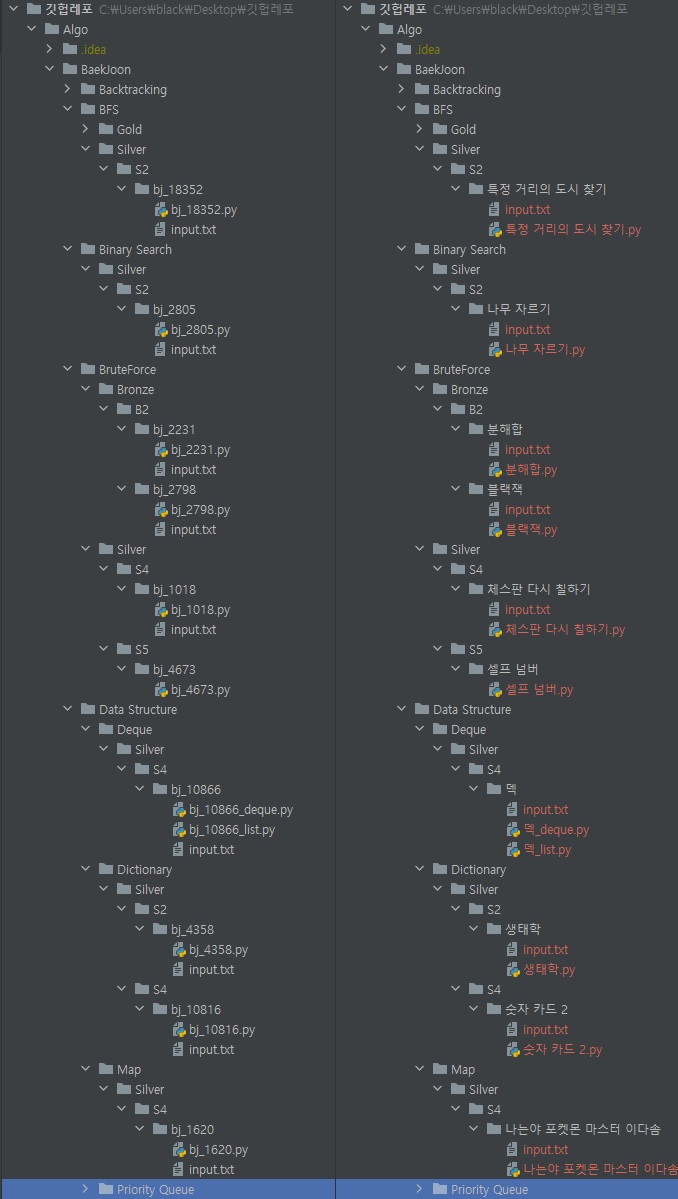 깃헙레포 C:₩Users₩black₩Desktop₩깃헙레포
Algo
.idea
BaekJoon
Backtracking
BFS
Gold
Silver
S2
bj_18352
bj_18352.py
input.txt
Binary Search
Silver
S2
bj_2805
bj_2805.py
input.txt
BruteForce
Bronze
B2
bj_2231
bj_2231.py
input.txt
bj_2798
bj_2798.py
input.txt
Silver
S4
bj_1018
bj_1018.py
input.txt
S5
bj_4673
bj_4673.py
Data Structure
Deque
Silver
S4
bj_10866
bj_10866_deque.py
bj_10866_list.py
input.txt
Dictionary
Silver
S2
bj_4358
bj_4358.py
input.txt
S4
bj_10816
bj_10816.py
input.txt
Map
Silver
S4
bj_1620
bj_1620.py
input.txt
Priority Queue
깃헙레포 C:₩Users₩black₩Desktop₩깃헙레포
Algo
.idea
BaekJoon
Backtracking
BFS
Gold
Silver
S2
특정 거리의 도시 찾기
input.txt
특정 거리의 도시 찾기.py
Binary Search
Silver
S2
나무 자르기
input.txt
나무 자르기.py
BruteForce
Bronze
B2
분해합
input.txt
분해합.py
블랙잭
input.txt
블랙잭.py
Silver
S4
체스판 다시 칠하기
input.txt
체스판 다시 칠하기.py
S5
셀프 넘버
셀프 넘버.py
Data Structure
Deque
Silver
S4
덱
input.txt
덱_deque.py
덱_list.py
Dictionary
Silver
S2
생태학
input.txt
생태학.py
S4
숫자 카드 2
input.txt
숫자 카드 2.py
Map
Silver
S4
나는야 포켓몬 마스터 이다솜
input.txt
나는야 포켓몬 마스터 이다솜
Priority Queue